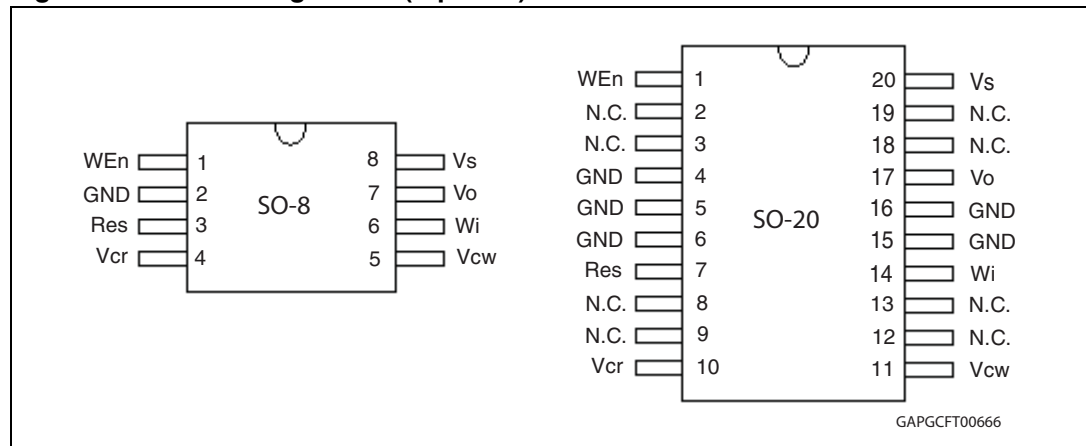 WEn 1 8 Vs
GND 2 SO-8 7 Vo
Res 3 6 Wi
Vcr 4 5 Vcw
WEn 1 20 Vs
N.C. 2 19 N.C.
N.C. 3 18 N.C.
GND 4 17 Vo
GND 5 SO-20 16 GND
GND 6 15 GND
Res 7 14 Wi
N.C. 8 13 N.C.
N.C. 9 12 N.C.
Vcr 10 11 Vcw
GAPGCFT00666